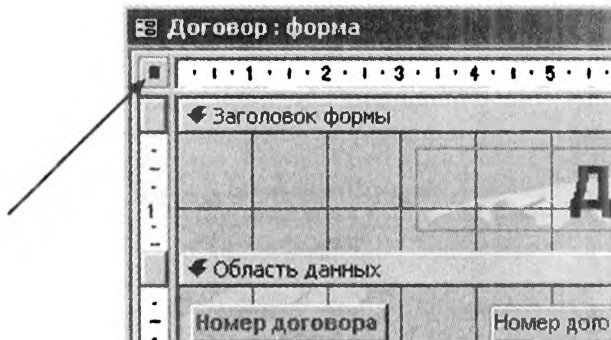 Договор : форма
1 2 3 4 5
Заголовок формы
Д
1
Область данных
Номер договора Номер дого